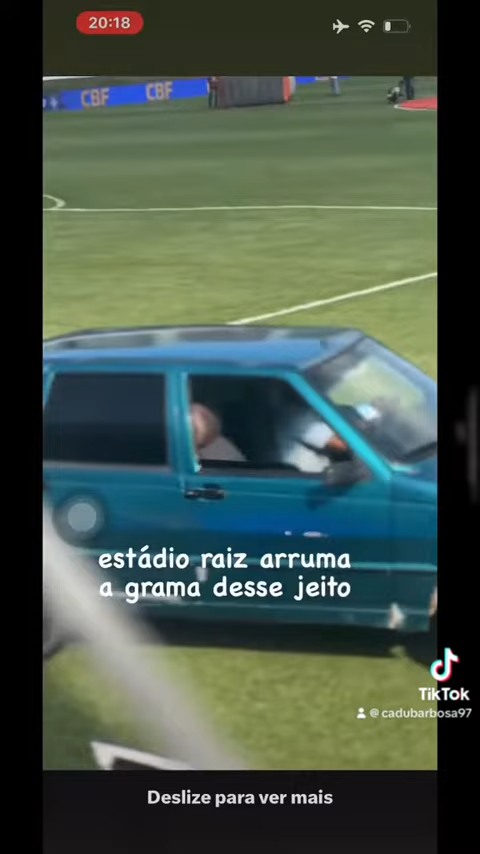 20:18
CBF CBF
estádio raiz arruma
a grama desse jeito
TikTok
@cadubarbosa97
Deslize para ver mais